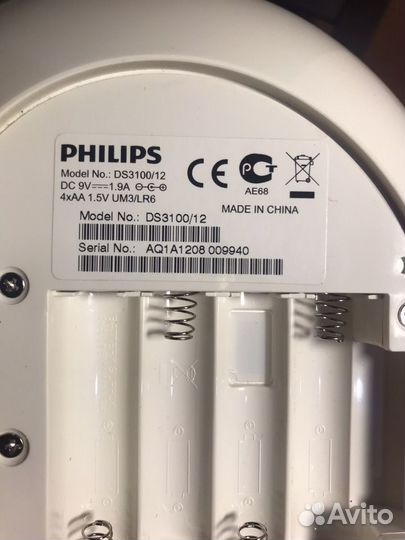 PHILIPS
Model No.: DS3100/12
DC 9V 1.9A
4xAA 1.5V UM3/LR6
CE
PCT
AE68
MADE IN CHINA
Model No.: DS3100/12
Serial No.: AQ1A1208 009940
Avito